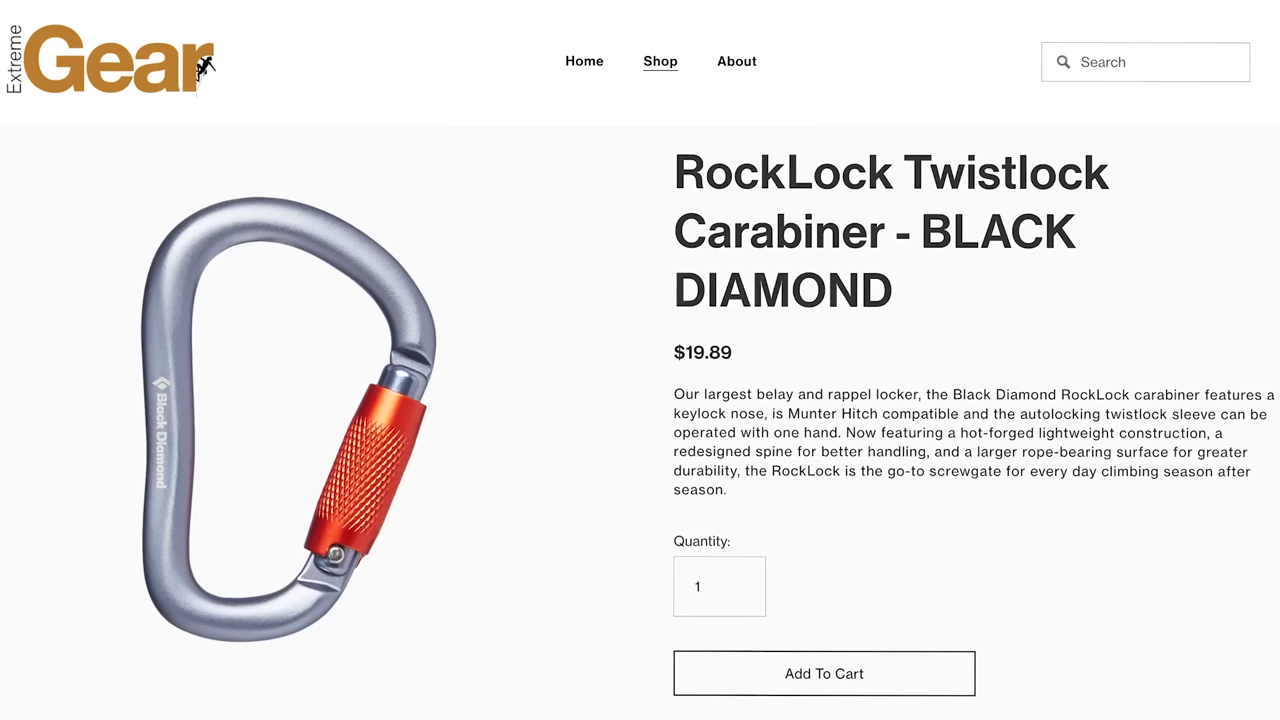 Extreme
Gear
Home
Shop
About
Search
RockLock Twistlock
Carabiner - BLACK
DIAMOND
$19.89
Our largest belay and rappel locker, the Black Diamond RockLock carabiner features a
keylock nose, is Munter Hitch compatible and the autolocking twistlock sleeve can be
operated with one hand. Now featuring a hot-forged lightweight construction, a
redesigned spine for better handling, and a larger rope-bearing surface for greater
durability, the RockLock is the go-to screwgate for every day climbing season after
season.
Quantity:
1
Add To Cart
Black Diamond